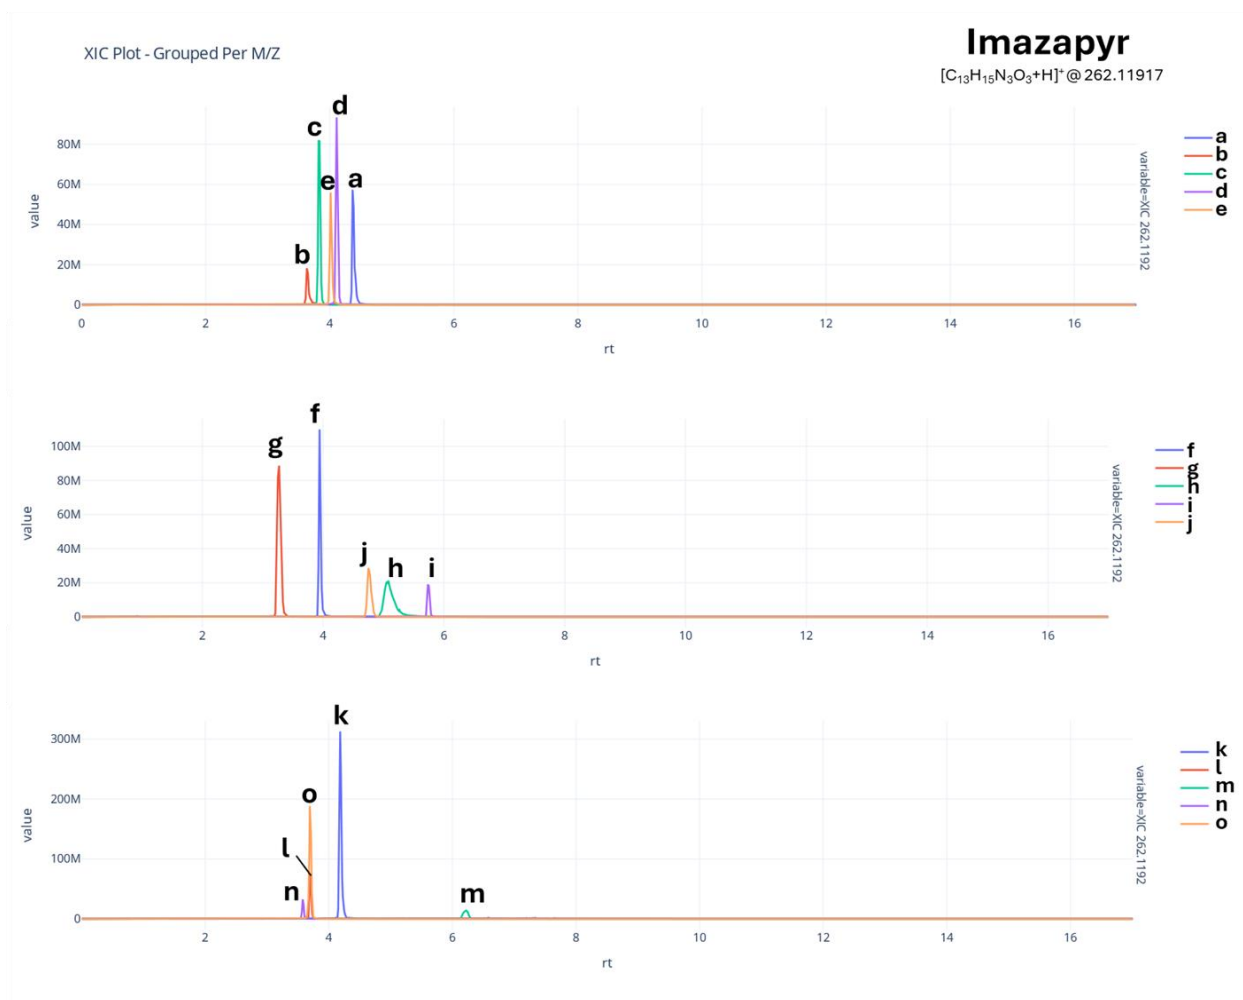 Imazapyr
XIC Plot - Grouped Per M/Z
[C₁₃H₁₅N₃O₃+H]⁺ @ 262.11917
d
c
e a
b
80M
60M
40M
20M
0
value
0 2 4 6 8 10 12 14 16
rt
variable=XIC 262.1192
a
b
c
d
e
f
g
j h i
100M
80M
60M
40M
20M
0
value
2 4 6 8 10 12 14 16
rt
variable=XIC 262.1192
f
g
h
i
j
k
o
l
n m
300M
200M
100M
0
value
2 4 6 8 10 12 14 16
rt
variable=XIC 262.1192
k
l
m
n
o